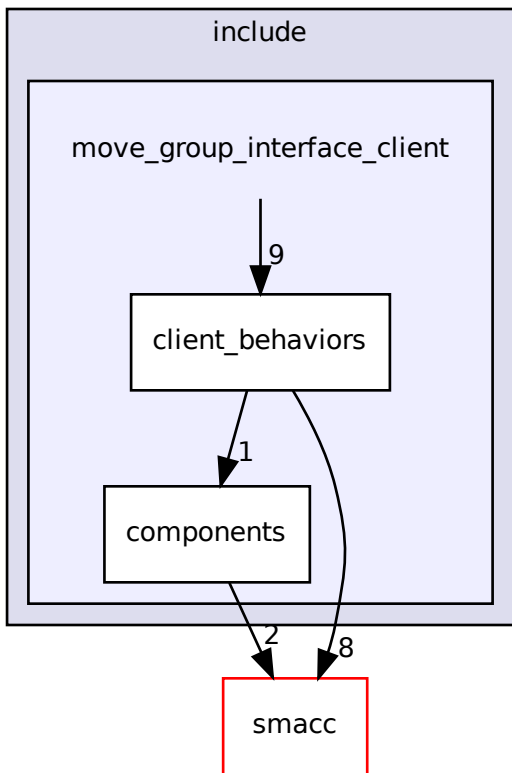 include
move_group_interface_client
9
client_behaviors
1
components
2
8
smacc